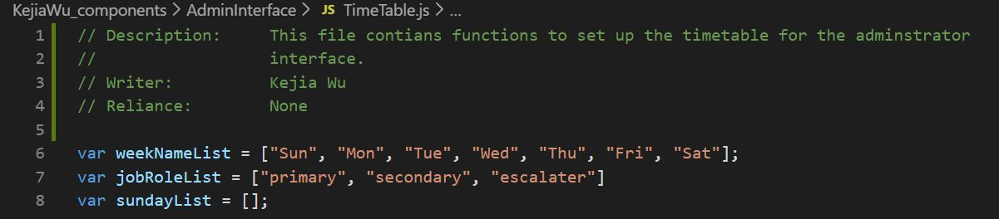 KejiaWu_components > AdminInterface > JS TimeTable.js > ...
1 // Description:     This file contians functions to set up the timetable for the adminstrator
2 //                  interface.
3 // Writer:          Kejia Wu
4 // Reliance:        None
5
6 var weekNameList = ["Sun", "Mon", "Tue", "Wed", "Thu", "Fri", "Sat"];
7 var jobRoleList = ["primary", "secondary", "escalater"]
8 var sundayList = [];